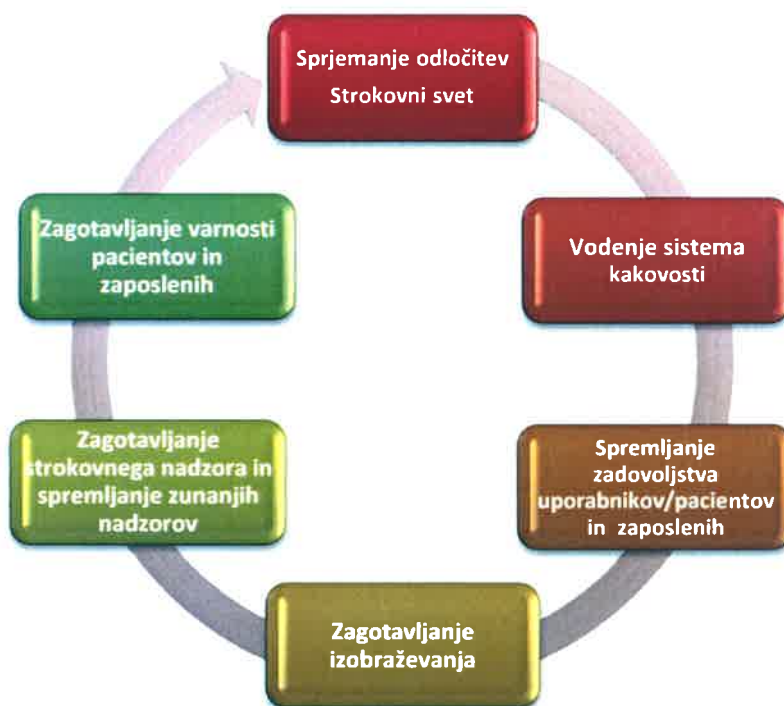 Sprjemanje odločitev
Strokovni svet
Vodenje sistema
kakovosti
Spremljanje
zadovoljstva
uporabnikov/pacientov
in zaposlenih
Zagotavljanje
izobraževanja
Zagotavljanje
strokovnega nadzora in
spremljanje zunanjih
nadzorov
Zagotavljanje varnosti
pacientov in
zaposlenih